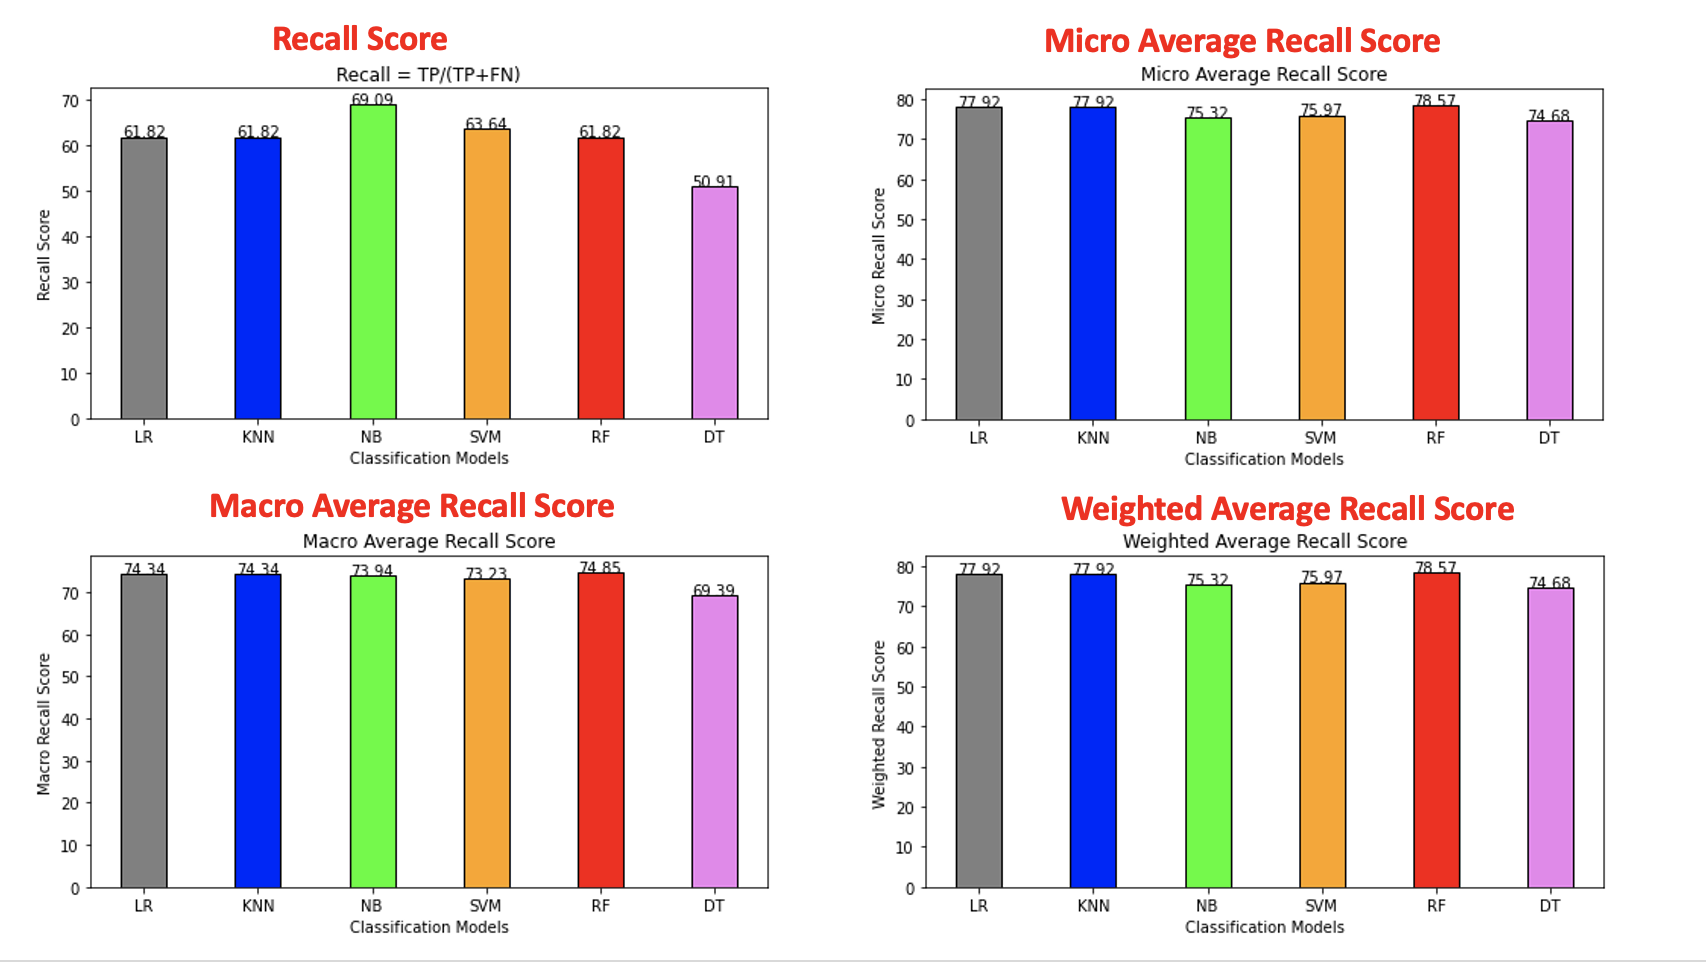 Recall Score
Recall = TP/(TP+FN)
70
60
50
40
30
20
10
0
Recall Score
61.82
61.82
69.09
63.64
61.82
50.91
LR KNN NB SVM RF DT
Classification Models
Micro Average Recall Score
Micro Average Recall Score
80
70
60
50
40
30
20
10
0
Micro Recall Score
77.92
77.92
75.32
75.97
78.57
74.68
LR KNN NB SVM RF DT
Classification Models
Macro Average Recall Score
Macro Average Recall Score
70
60
50
40
30
20
10
0
Macro Recall Score
74.34
74.34
73.94
73.23
74.85
69.39
LR KNN NB SVM RF DT
Classification Models
Weighted Average Recall Score
Weighted Average Recall Score
80
70
60
50
40
30
20
10
0
Weighted Recall Score
77.92
77.92
75.32
75.97
78.57
74.68
LR KNN NB SVM RF DT
Classification Models